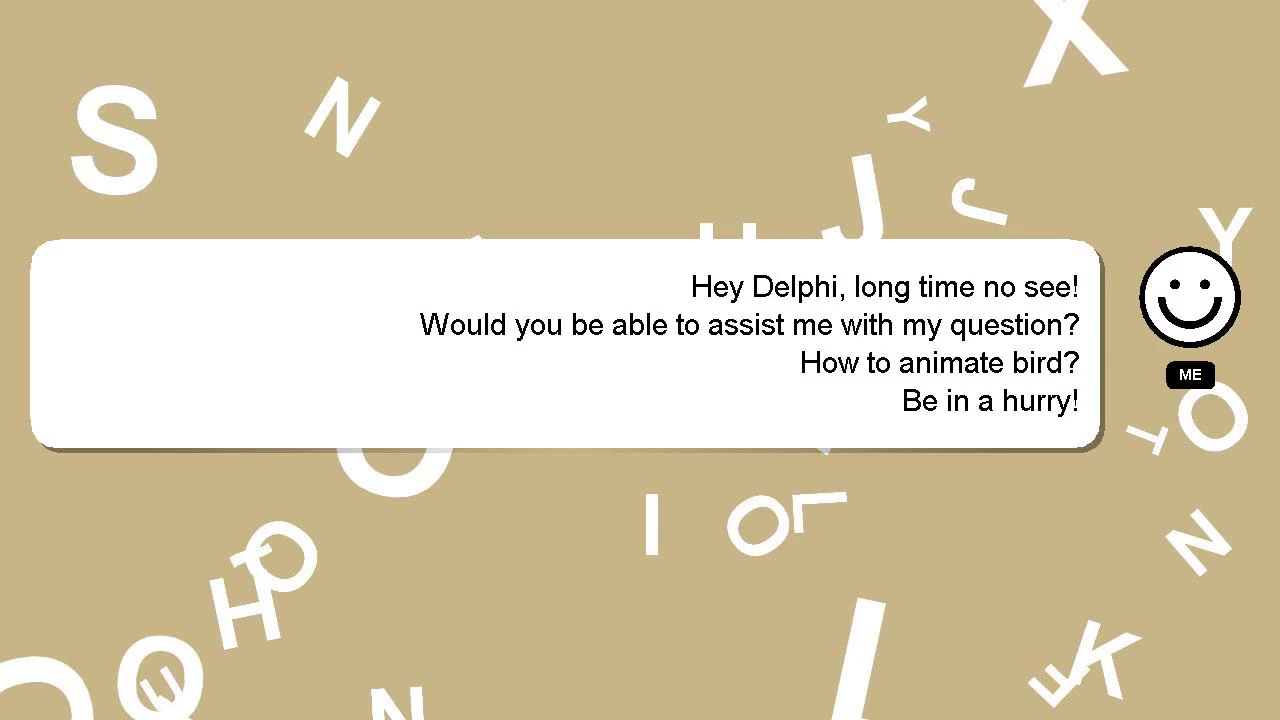 Hey Delphi, long time no see!
Would you be able to assist me with my question?
How to animate bird?
Be in a hurry!
ME
S
N
X
Y
J
J
Y
O
T
I
O
L
N
O
T
H
O
K
E
N